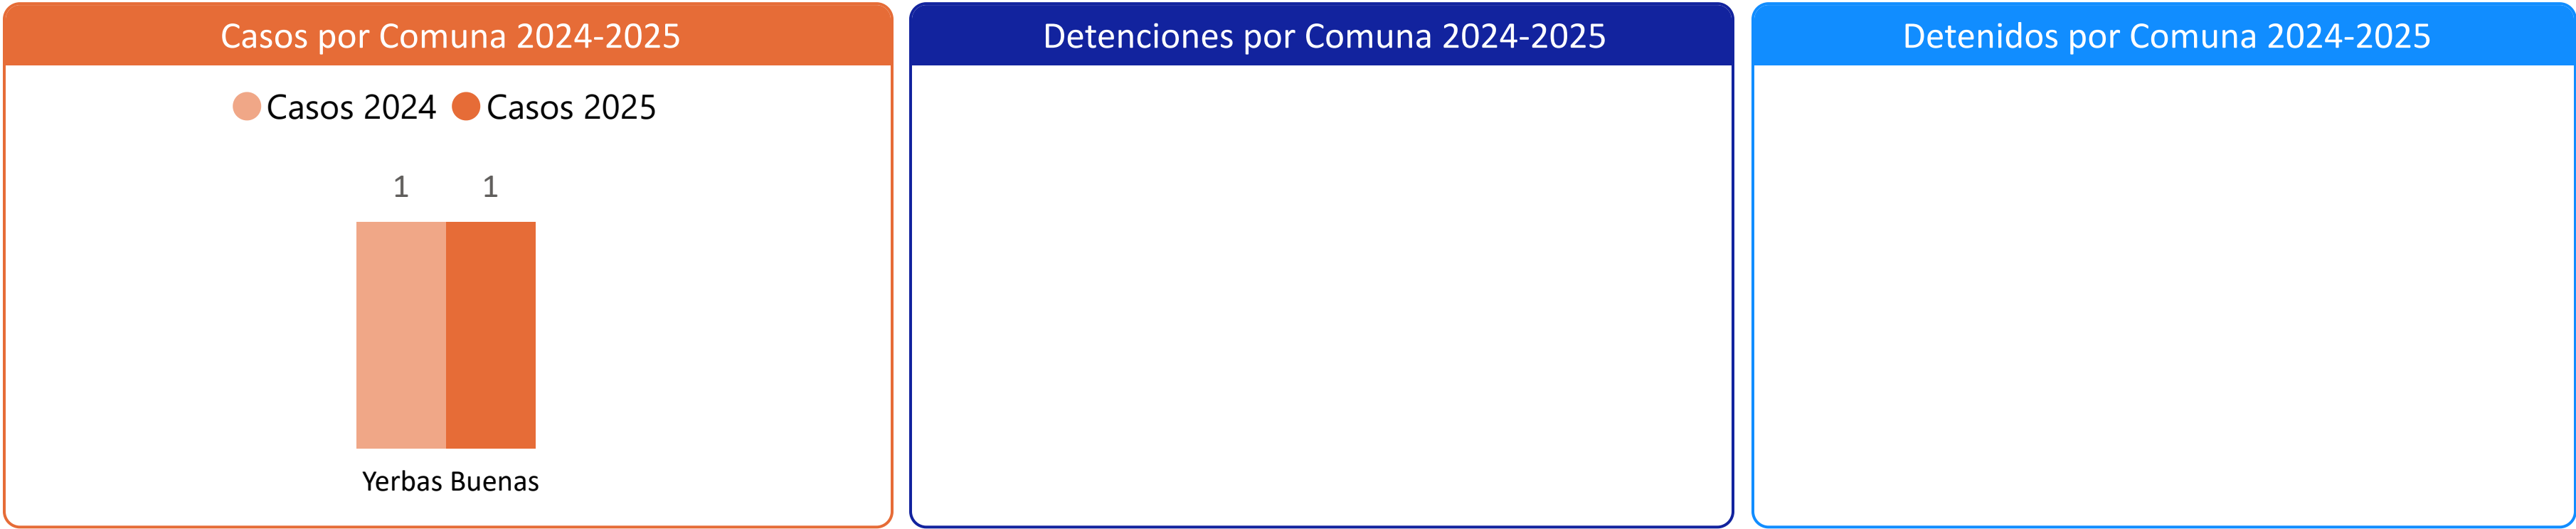 Casos por Comuna 2024-2025
Casos 2024 Casos 2025
1 1
Yerbas Buenas
Detenciones por Comuna 2024-2025
Detenidos por Comuna 2024-2025